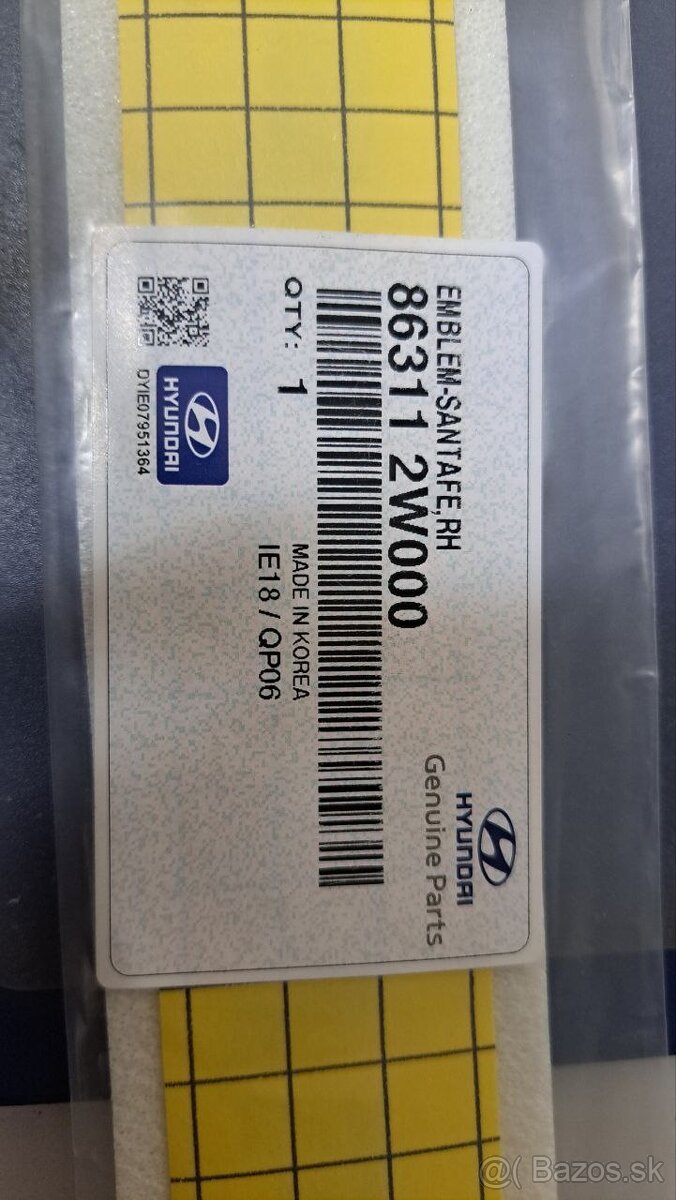 EMBLEM-SANTAFE,RH
86311 2W000
QTY: 1
MADE IN KOREA
IE18 / QP06
HYUNDAI
Genuine Parts
HYUNDAI
DYIE07951364
@( Bazos.sk